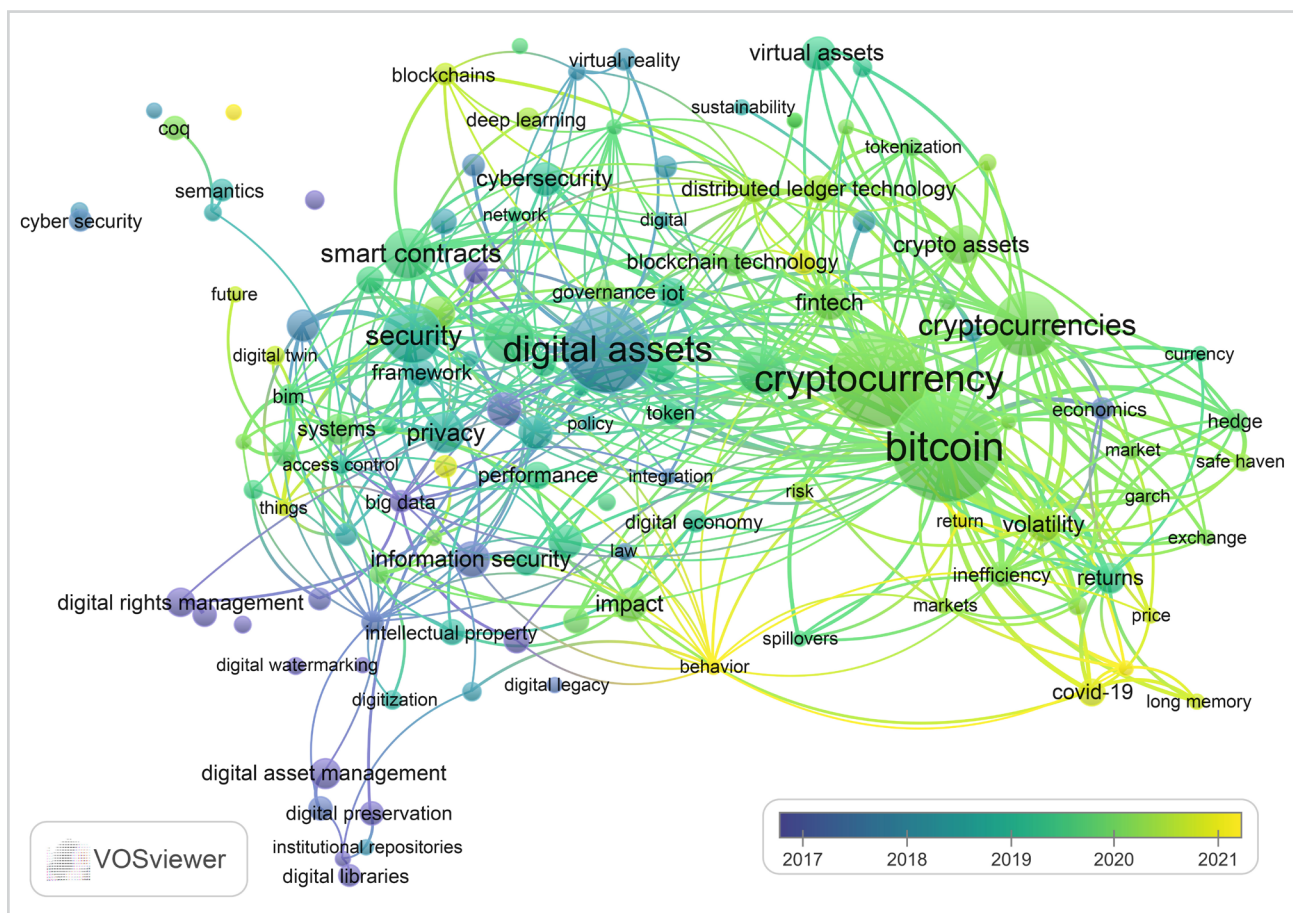 virtual assets
virtual reality
blockchains
sustainability
deep learning
coq
tokenization
cybersecurity
distributed ledger technology
semantics
network
digital
cyber security
crypto assets
smart contracts
blockchain technology
future
governance
iot
fintech
cryptocurrencies
security
digital assets
digital twin
currency
framework
cryptocurrency
bim
economics
token
hedge
policy
systems
privacy
bitcoin
market
safe haven
access control
performance
integration
risk
garch
big data
things
digital economy
return
volatility
exchange
law
information security
inefficiency
returns
digital rights management
impact
markets
price
intellectual property
spillovers
digital watermarking
behavior
digital legacy
covid-19
digitization
long memory
digital asset management
digital preservation
institutional repositories
digital libraries
VOSviewer
2017 2018 2019 2020 2021